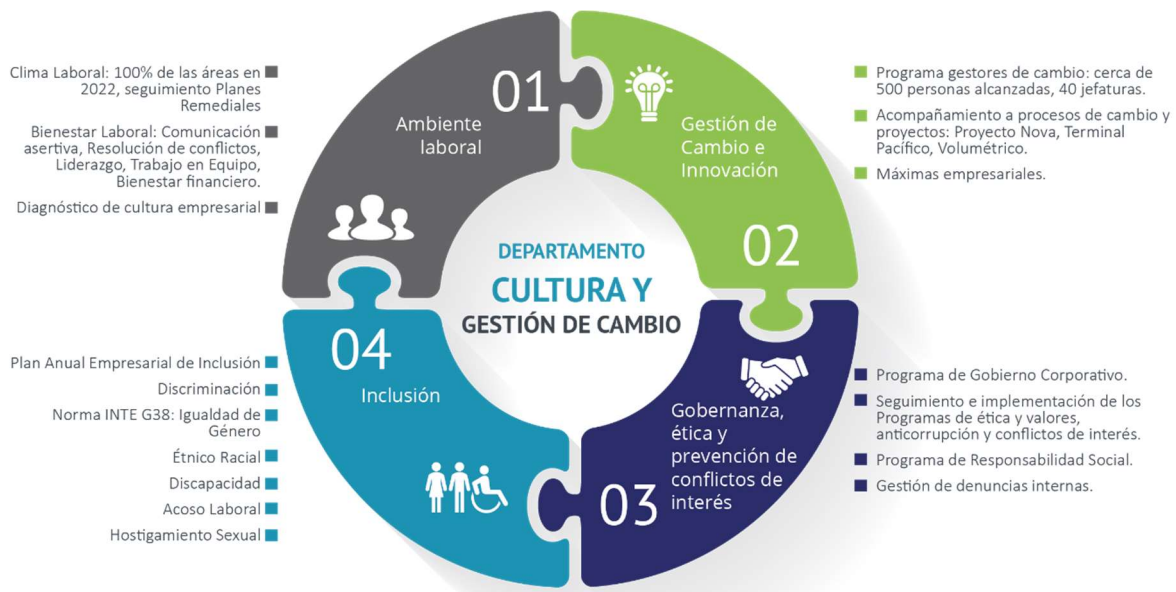 01
Ambiente
laboral
Clima Laboral: 100% de las áreas en
2022, seguimiento Planes
Remediales
Bienestar Laboral: Comunicación
asertiva, Resolución de conflictos,
Liderazgo, Trabajo en Equipo,
Bienestar financiero.
Diagnóstico de cultura empresarial
Gestión de
Cambio e
Innovación
02
Programa gestores de cambio: cerca de
500 personas alcanzadas, 40 jefaturas.
Acompañamiento a procesos de cambio y
proyectos: Proyecto Nova, Terminal
Pacífico, Volumétrico.
Máximas empresariales.
DEPARTAMENTO
CULTURA Y
GESTIÓN DE CAMBIO
Gobernanza,
ética y
prevención de
conflictos de
interés
03
Programa de Gobierno Corporativo.
Seguimiento e implementación de los
Programas de ética y valores,
anticorrupción y conflictos de interés.
Programa de Responsabilidad Social.
Gestión de denuncias internas.
04
Inclusión
Plan Anual Empresarial de Inclusión
Discriminación
Norma INTE G38: Igualdad de
Género
Étnico Racial
Discapacidad
Acoso Laboral
Hostigamiento Sexual